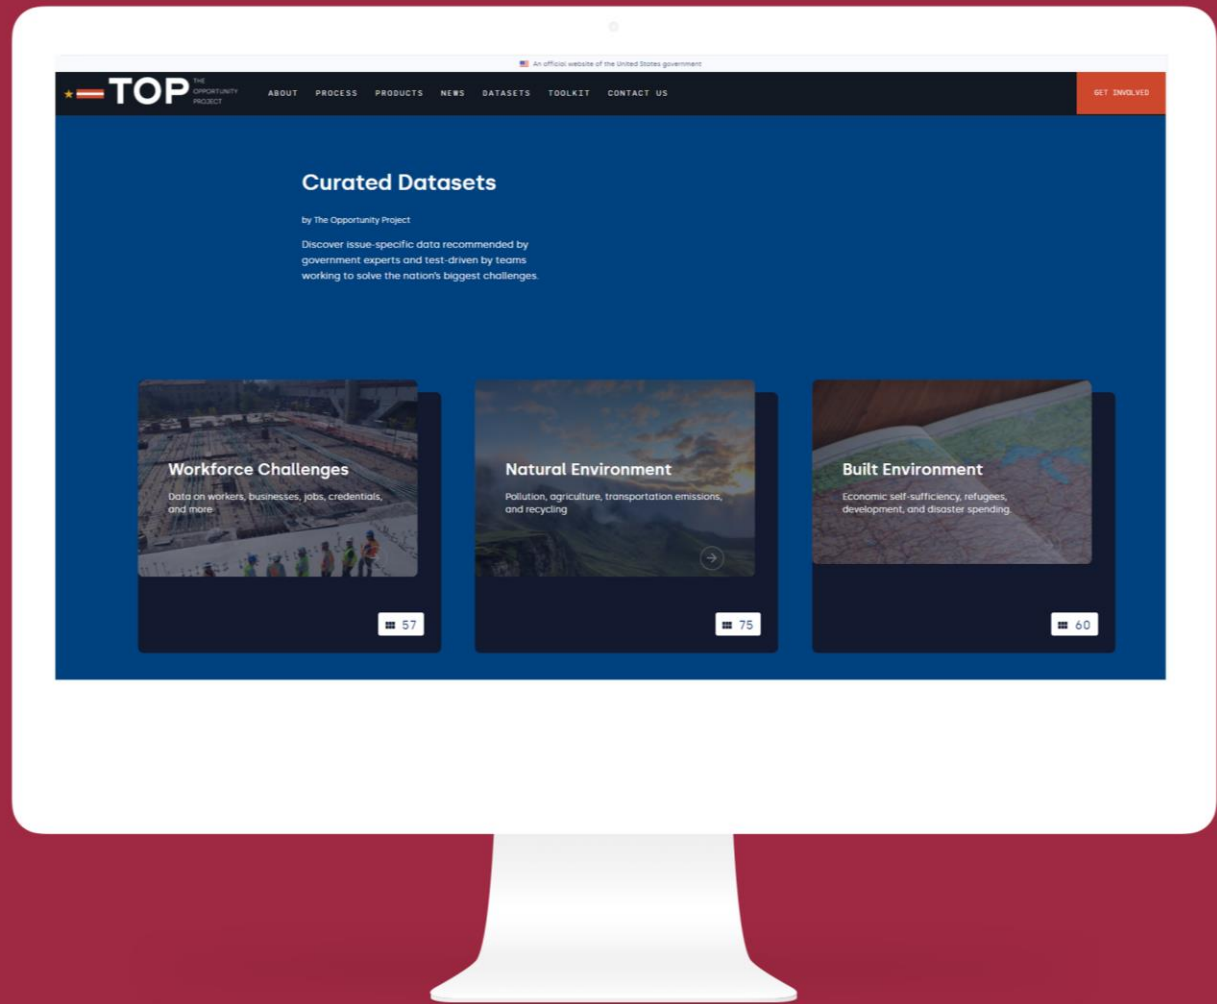 An official website of the United States government
TOP THE OPPORTUNITY PROJECT
ABOUT PROCESS PRODUCTS NEWS DATASETS TOOLKIT CONTACT US
GET INVOLVED
Curated Datasets
by The Opportunity Project
Discover issue-specific data recommended by
government experts and test-driven by teams
working to solve the nation's biggest challenges.
Workforce Challenges
Data on workers, businesses, jobs, credentials,
and more
57
Natural Environment
Pollution, agriculture, transportation emissions,
and recycling
75
Built Environment
Economic self-sufficiency, refugees,
development, and disaster spending.
60